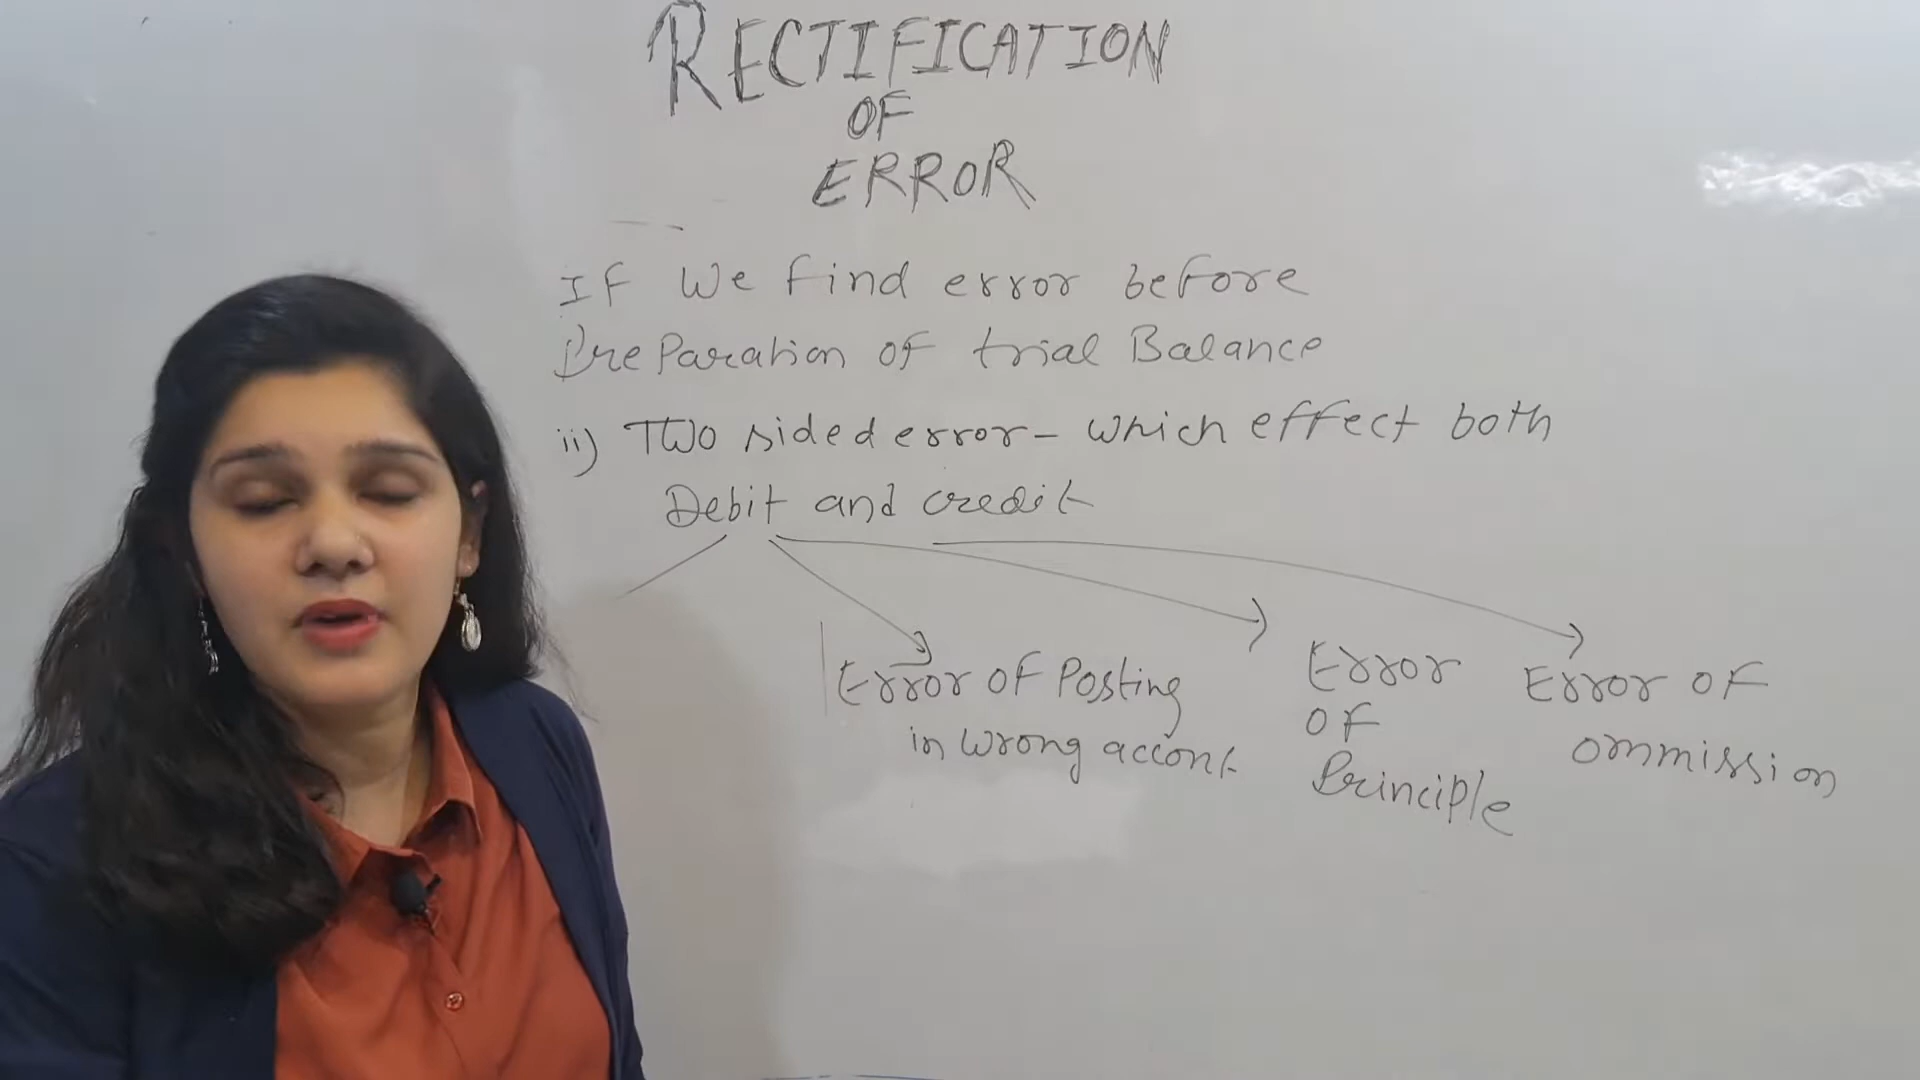 RECTIFICATION
OF
ERROR
If We find error before
Preparation of trial Balance
ii) Two sided error - which effect both
Debit and credit
Error of Posting
in wrong accont
Error
of
Principle
Error of
ommission